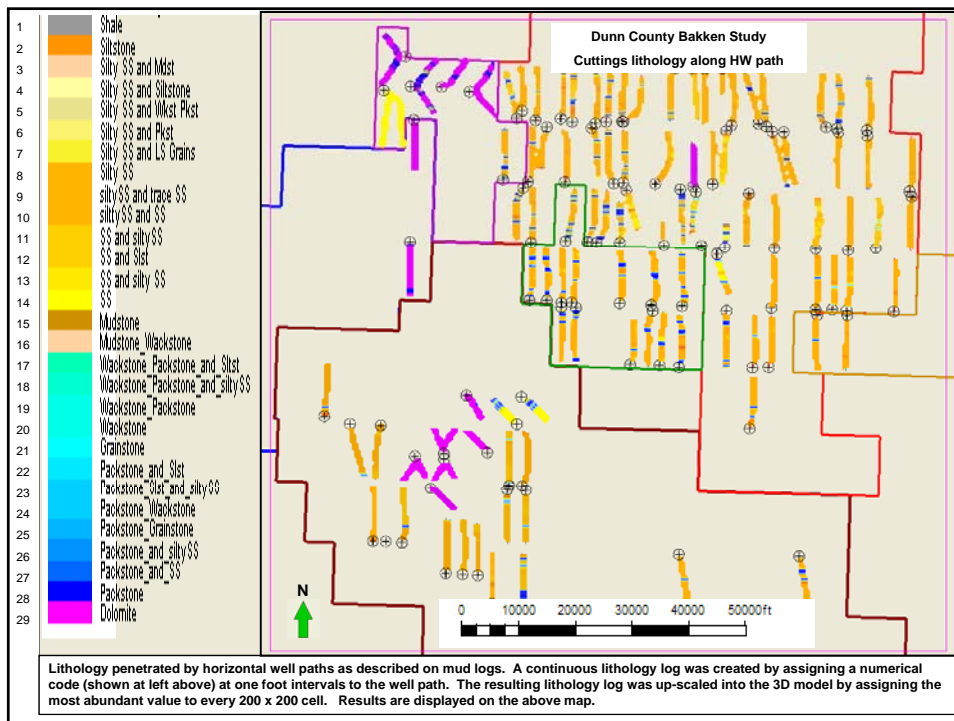 Dunn County Bakken Study
Cuttings lithology along HW path
1 Shale
2 Siltstone
3 Silty SS and Mdst
4 Silty SS and Siltstone
5 Silty SS and Wkst Pkst
6 Silty SS and Pkst
7 Silty SS and LS Grains
8 Silty SS
9 siltySS and trace SS
10 siltySS and SS
11 SS and siltySS
12 SS and Slst
13 SS and silty SS
14 SS
15 Mudstone
16 Mudstone_Wackstone
17 Wackstone_Packstone_and_Slst
18 Wackstone_Packstone_and_siltySS
19 Wackstone_Packstone
20 Wackstone
21 Grainstone
22 Packstone_and_Slst
23 Packstone_Slst_and_siltySS
24 Packstone_Wackstone
25 Packstone_Grainstone
26 Packstone_and_siltySS
27 Packstone_and_SS
28 Packstone
29 Dolomite
N
0 10000 20000 30000 40000 50000ft
Lithology penetrated by horizontal well paths as described on mud logs. A continuous lithology log was created by assigning a numerical
code (shown at left above) at one foot intervals to the well path. The resulting lithology log was up-scaled into the 3D model by assigning the
most abundant value to every 200 x 200 cell. Results are displayed on the above map.